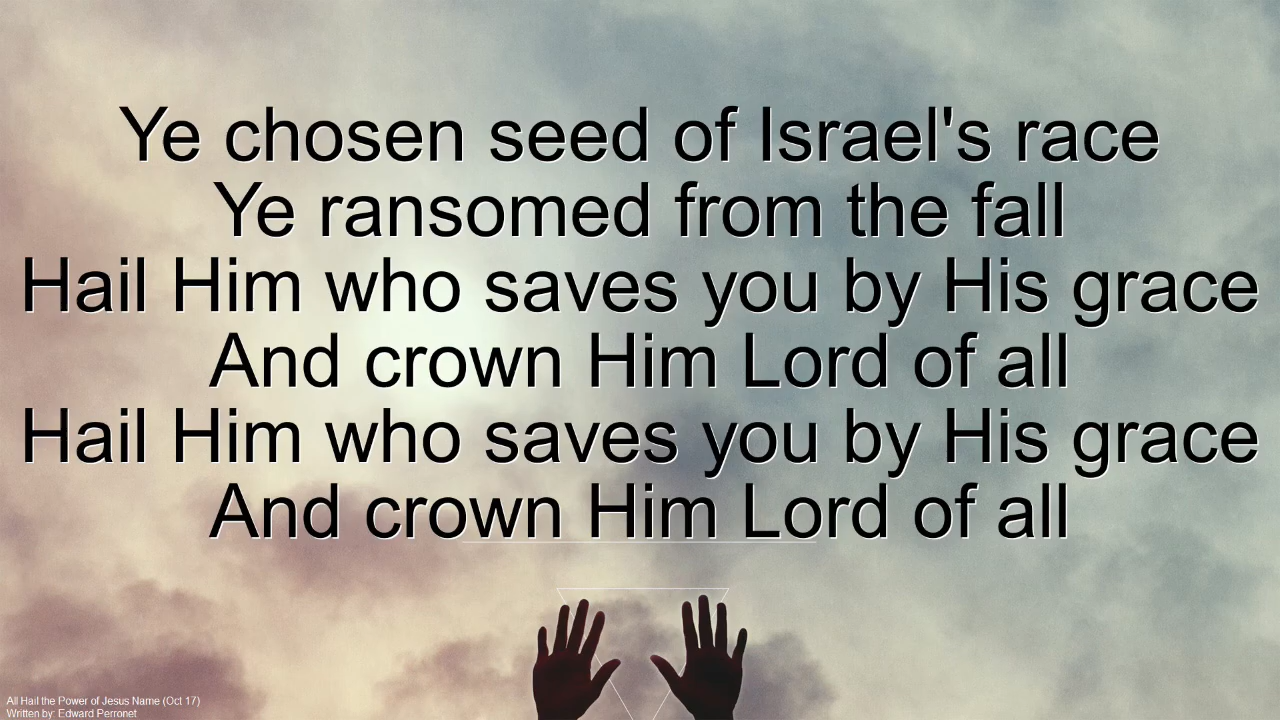 Ye chosen seed of Israel's race
Ye ransomed from the fall
Hail Him who saves you by His grace
And crown Him Lord of all
Hail Him who saves you by His grace
And crown Him Lord of all
All Hail the Power of Jesus Name (Oct 17)
Written by: Edward Perronet